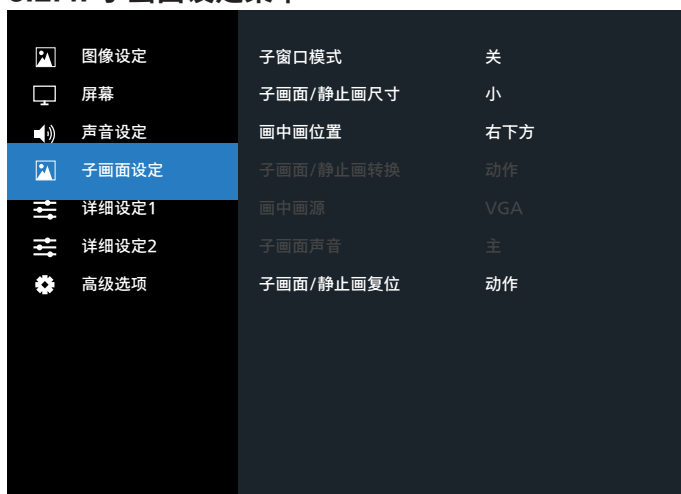 图像设定 子窗口模式 关
屏幕 子画面/静止画尺寸 小
声音设定 画中画位置 右下方
子画面设定 子画面/静止画转换 动作
详细设定1 画中画源 VGA
详细设定2 子画面声音 主
高级选项 子画面/静止画复位 动作